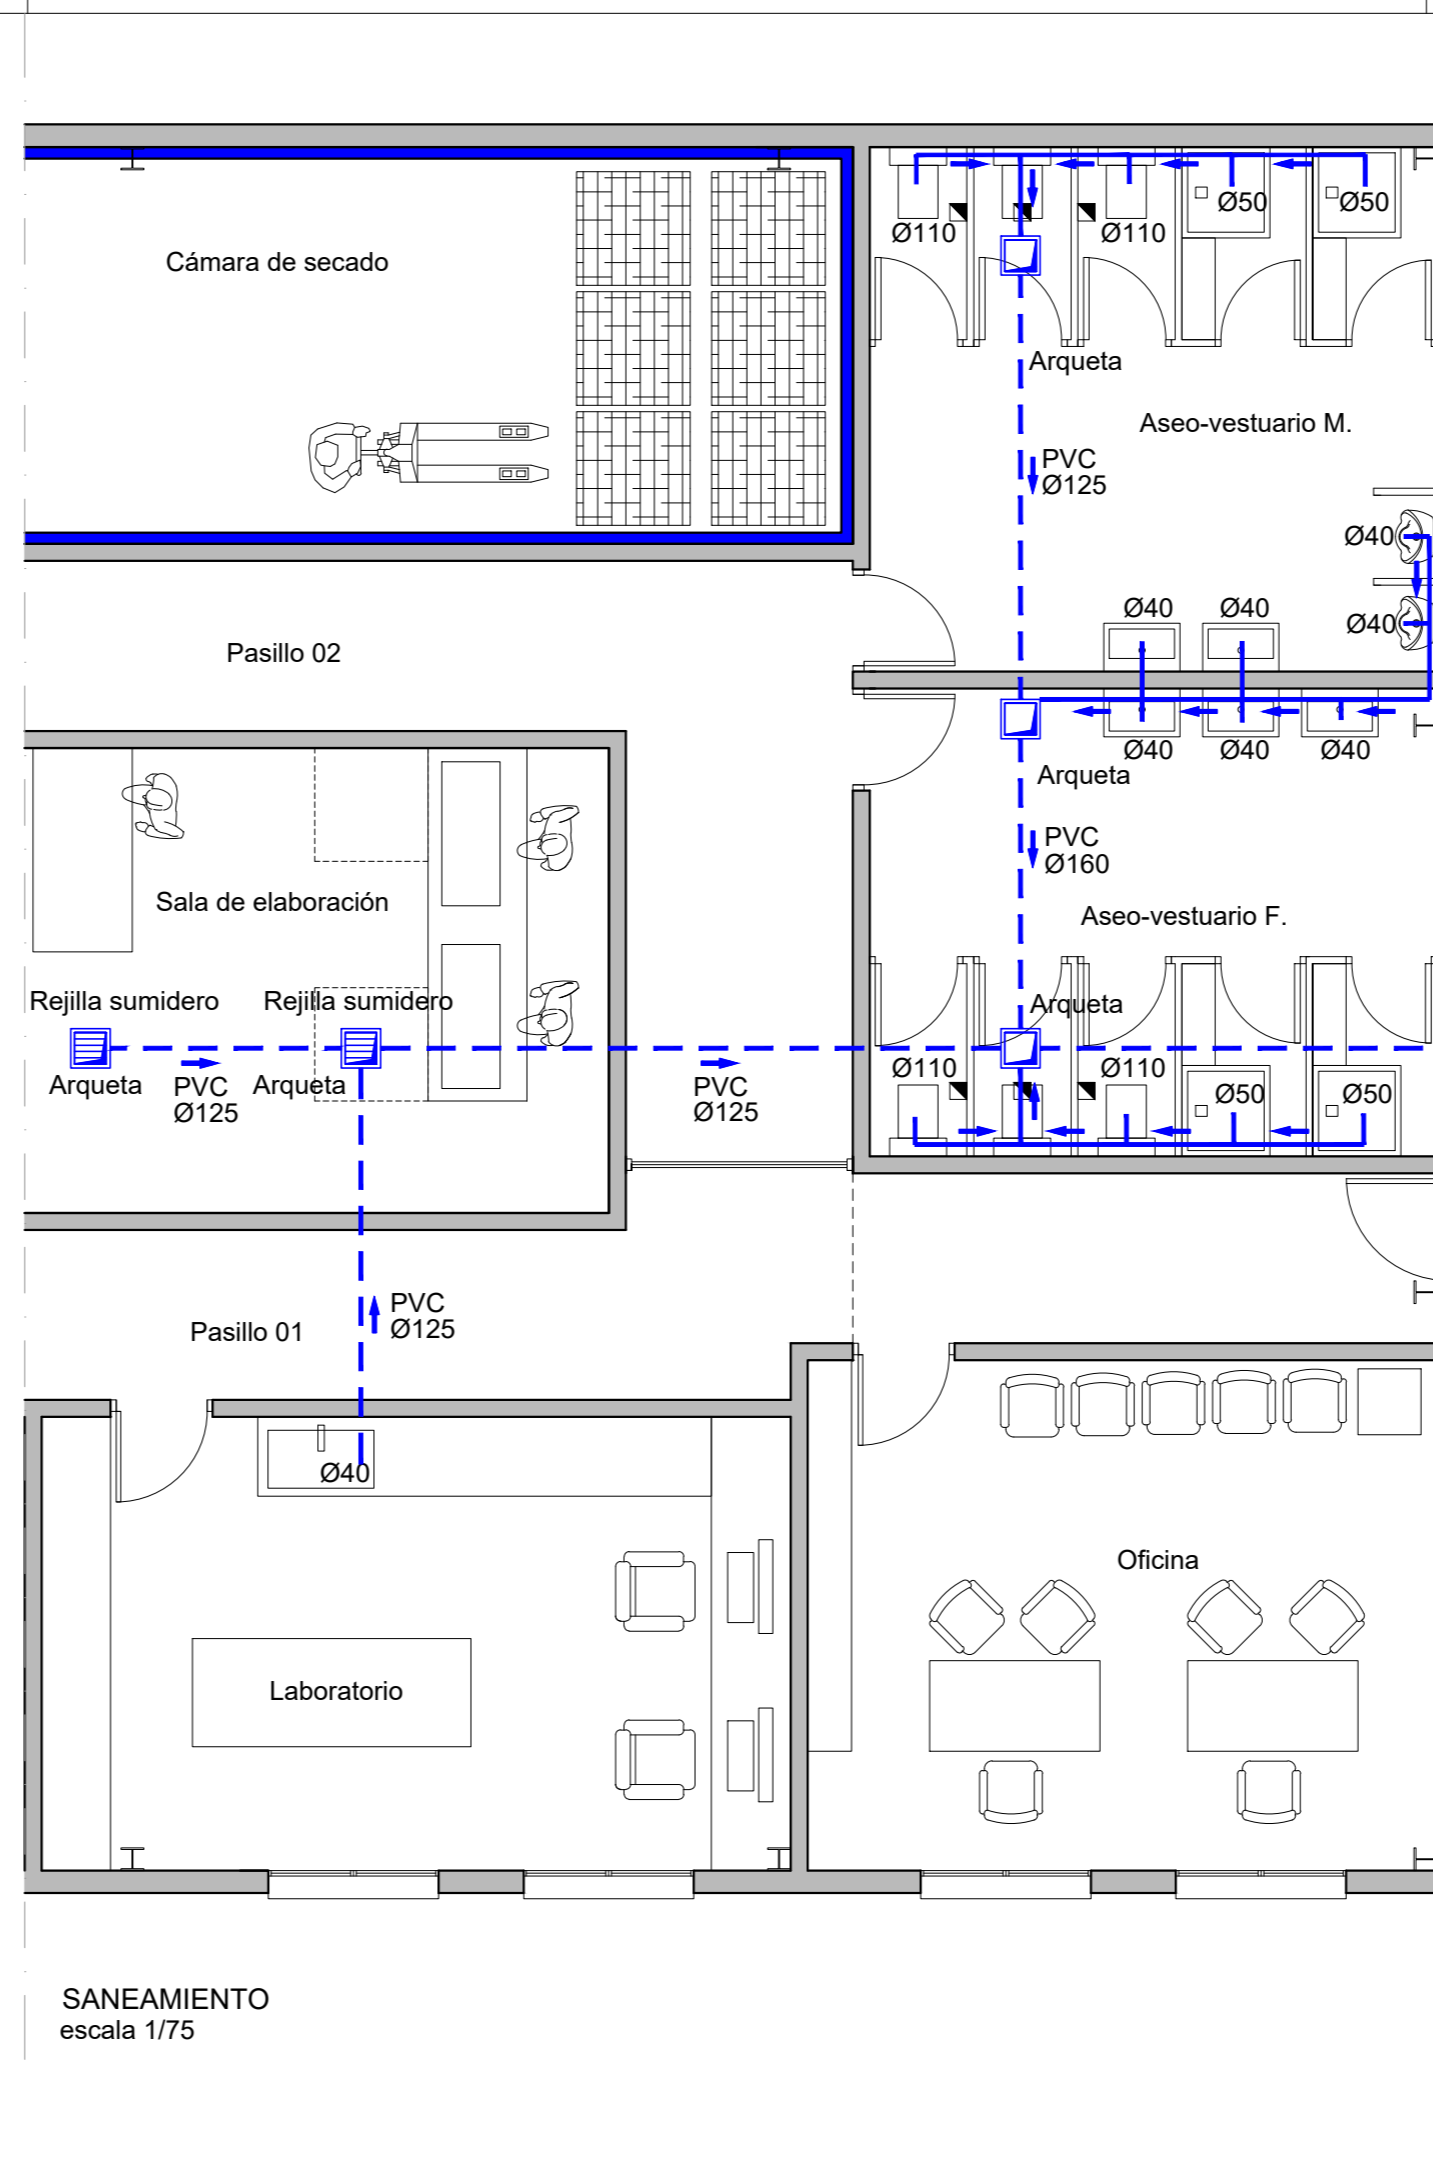 Ø50
Ø50
Ø110
Ø110
Cámara de secado
Arqueta
Aseo-vestuario M.
PVC
Ø125
Ø40
Ø40
Ø40
Ø40
Pasillo 02
Ø40
Ø40
Ø40
Arqueta
PVC
Ø160
Sala de elaboración
Aseo-vestuario F.
Rejilla sumidero
Rejilla sumidero
Arqueta
Arqueta
PVC
Ø125
Arqueta
PVC
Ø125
Ø110
Ø110
Ø50
Ø50
PVC
Ø125
Pasillo 01
Ø40
Oficina
Laboratorio
SANEAMIENTO
escala 1/75